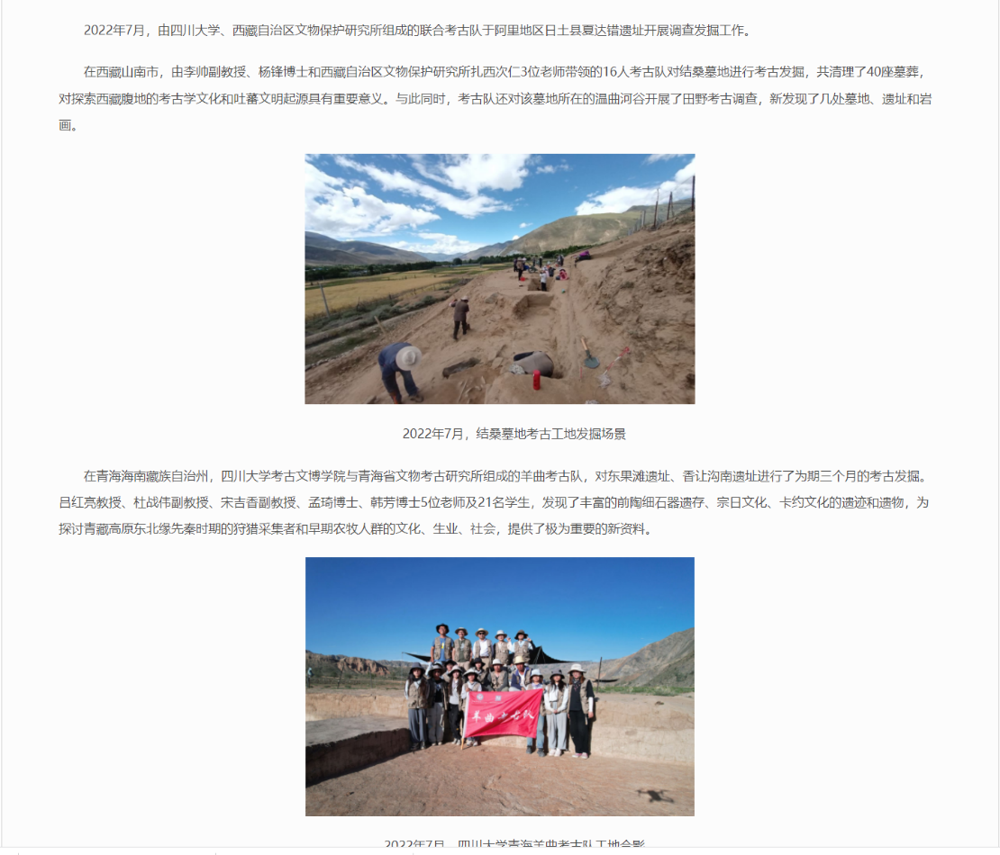 2022年7月，由四川大学、西藏自治区文物保护研究所组成的联合考古队于阿里地区日土县夏达错遗址开展调查发掘工作。
在西藏山南市，由李帅副教授、杨锋博士和西藏自治区文物保护研究所扎西次仁3位老师带领的16人考古队对结桑墓地进行考古发掘，共清理了40座墓葬，
对探索西藏腹地的考古学文化和吐蕃文明起源具有重要意义。与此同时，考古队还对该墓地所在的温曲河谷开展了田野考古调查，新发现了几处墓地、遗址和岩
画。
2022年7月，结桑墓地考古工地发掘场景
在青海海南藏族自治州，四川大学考古文博学院与青海省文物考古研究所组成的羊曲考古队，对东果滩遗址、香让沟南遗址进行了为期三个月的考古发掘。
吕红亮教授、杜战伟副教授、宋吉香副教授、孟琦博士、韩芳博士5位老师及21名学生，发现了丰富的前陶细石器遗存、宗日文化、卡约文化的遗迹和遗物，为
探讨青藏高原东北缘先秦时期的狩猎采集者和早期农牧人群的文化、生业、社会，提供了极为重要的新资料。
羊曲考古队
2022年7月，四川大学青海羊曲考古队工地合影